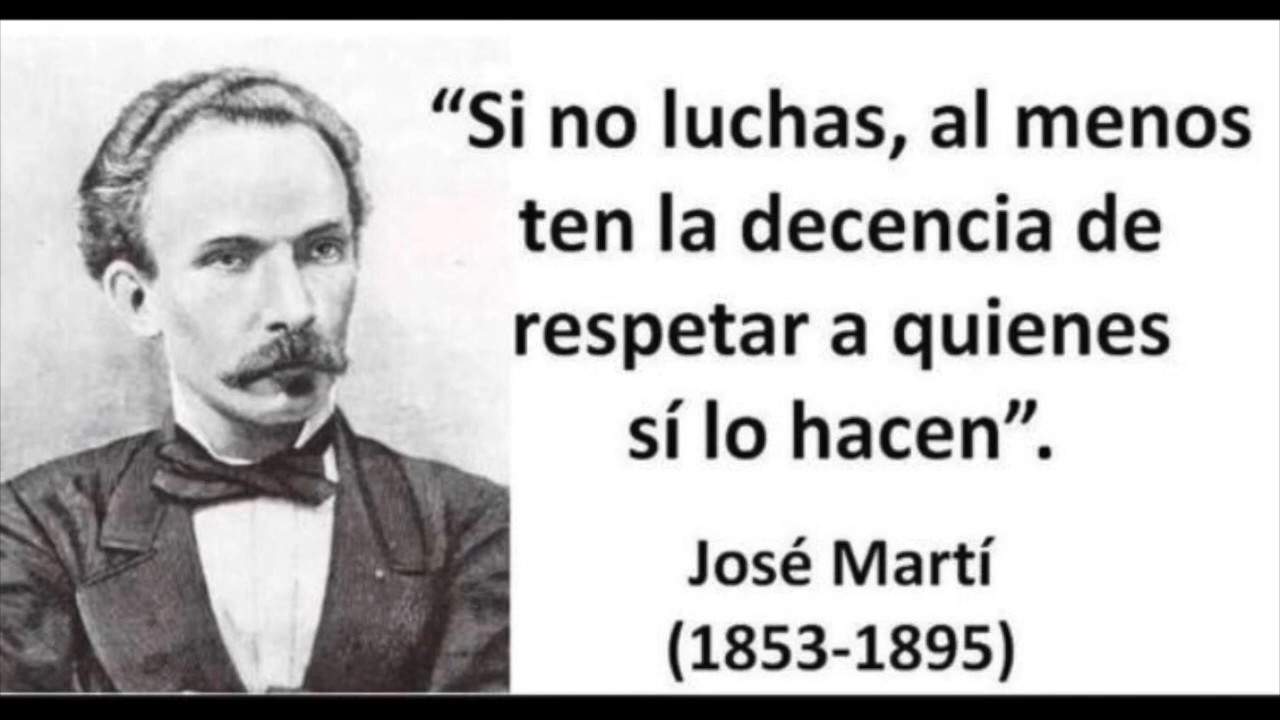 “Si no luchas, al menos
ten la decencia de
respetar a quienes
sí lo hacen”.
José Martí
(1853-1895)